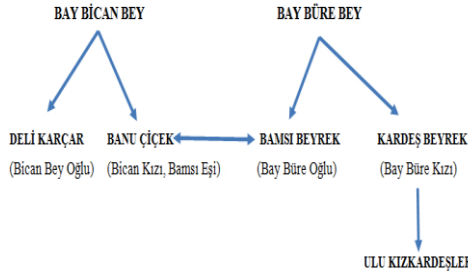 BAY BİCAN BEY
BAY BÜRE BEY
DELİ KARÇAR
BANU ÇİÇEK
BAMSI BEYREK
KARDEŞ BEYREK
(Bican Bey Oğlu)
(Bican Kızı, Bamsı Eşi)
(Bay Büre Oğlu)
(Bay Büre Kızı)
ULU KIZKARDEŞLER